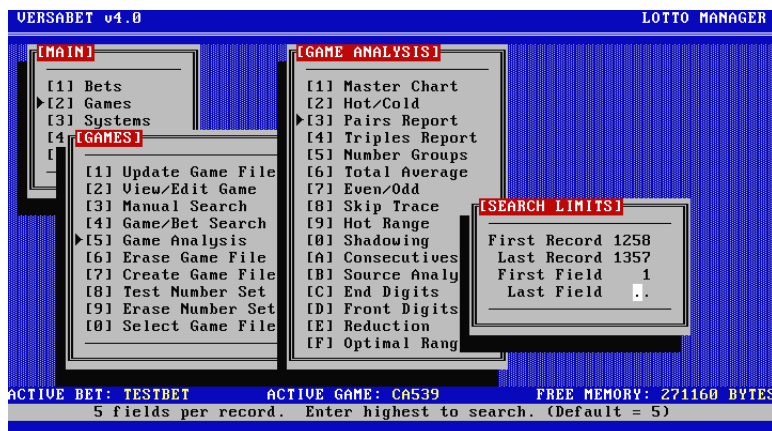 VERSABET v4.0 LOTTO MANAGER
[MAIN]
[1] Bets
[2] Games
[3] Systems
[4
[
[GAMES]
[1] Update Game File
[2] View/Edit Game
[3] Manual Search
[4] Game/Bet Search
[5] Game Analysis
[6] Erase Game File
[7] Create Game File
[8] Test Number Set
[9] Erase Number Set
[0] Select Game File
[GAME ANALYSIS]
[1] Master Chart
[2] Hot/Cold
[3] Pairs Report
[4] Triples Report
[5] Number Groups
[6] Total Average
[7] Even/Odd
[8] Skip Trace
[9] Hot Range
[0] Shadowing
[A] Consecutives
[B] Source Analy
[C] End Digits
[D] Front Digits
[E] Reduction
[F] Optimal Rang
[SEARCH LIMITS]
First Record 1258
Last Record 1357
First Field 1
Last Field ..
ACTIVE BET: TESTBET ACTIVE GAME: CA539 FREE MEMORY: 271160 BYTES
5 fields per record. Enter highest to search. (Default = 5)